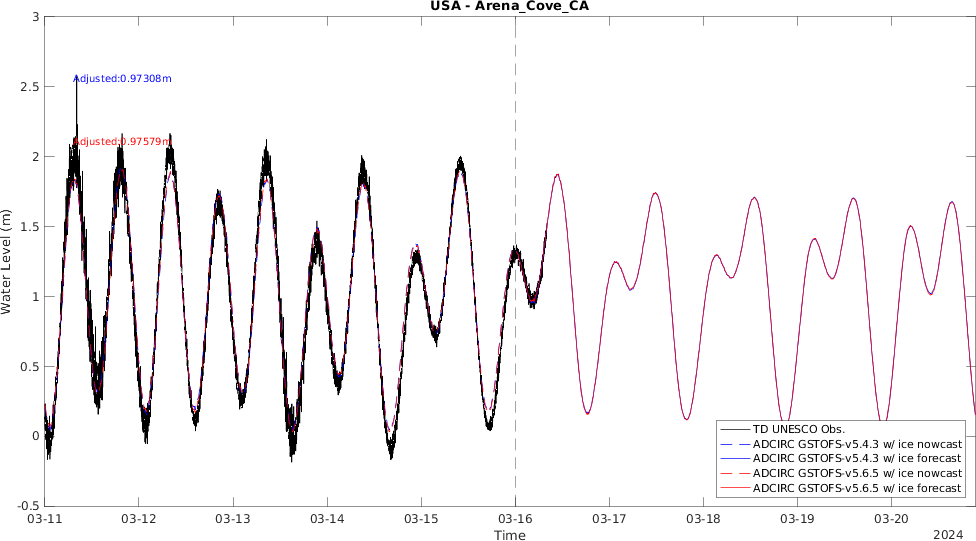 USA - Arena_Cove_CA
3
2.5
2
1.5
1
0.5
0
-0.5
Water Level (m)
Adjusted:0.97308m
Adjusted:0.97579m
TD UNESCO Obs.
ADCIRC GSTOFS-v5.4.3 w/ ice nowcast
ADCIRC GSTOFS-v5.4.3 w/ ice forecast
ADCIRC GSTOFS-v5.6.5 w/ ice nowcast
ADCIRC GSTOFS-v5.6.5 w/ ice forecast
03-11 03-12 03-13 03-14 03-15 03-16 03-17 03-18 03-19 03-20
Time
2024